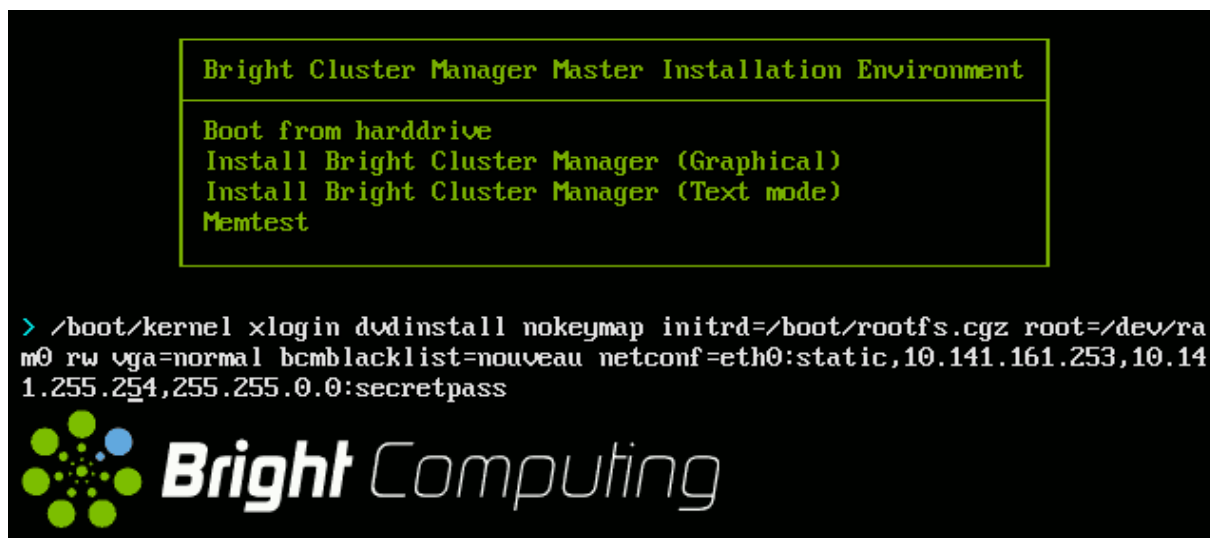 Bright Cluster Manager Master Installation Environment
Boot from harddrive
Install Bright Cluster Manager (Graphical)
Install Bright Cluster Manager (Text mode)
Memtest
> /boot/kernel xlogin dvdinstall nokeymap initrd=/boot/rootfs.cgz root=/dev/ra
m0 rw vga=normal bcmblacklist=nouveau netconf=eth0:static,10.141.161.253,10.14
1.255.254,255.255.0.0:secretpass
Bright Computing